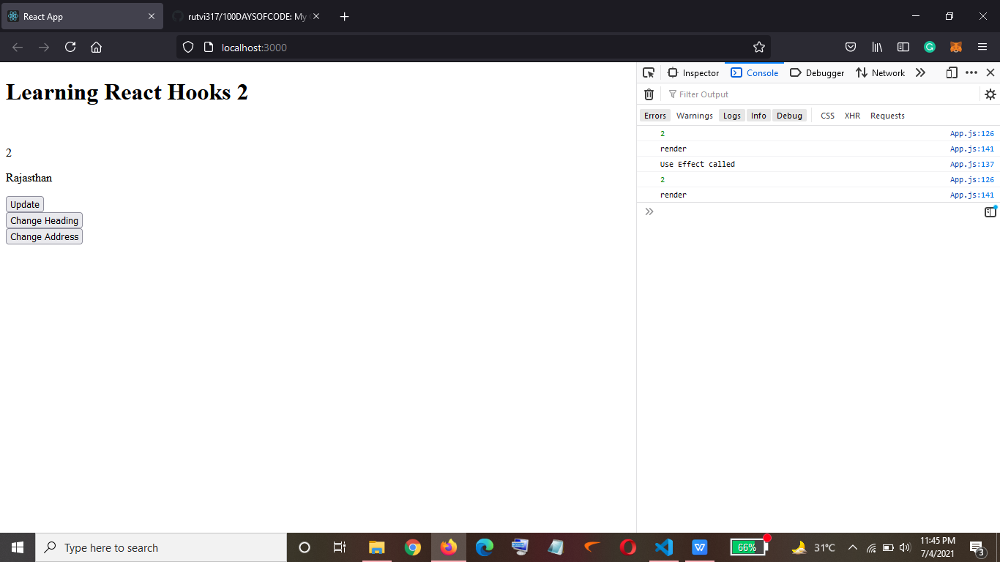 React App
rutvi317/100DAYSOFCODE: My
localhost:3000
Inspector
Console
Debugger
Network
Filter Output
Errors
Warnings
Logs
Info
Debug
CSS
XHR
Requests
2 App.js:126
render App.js:141
Use Effect called App.js:137
2 App.js:126
render App.js:141
Learning React Hooks 2
2
Rajasthan
Update
Change Heading
Change Address
Type here to search
66%
31°C
11:45 PM
7/4/2021
3